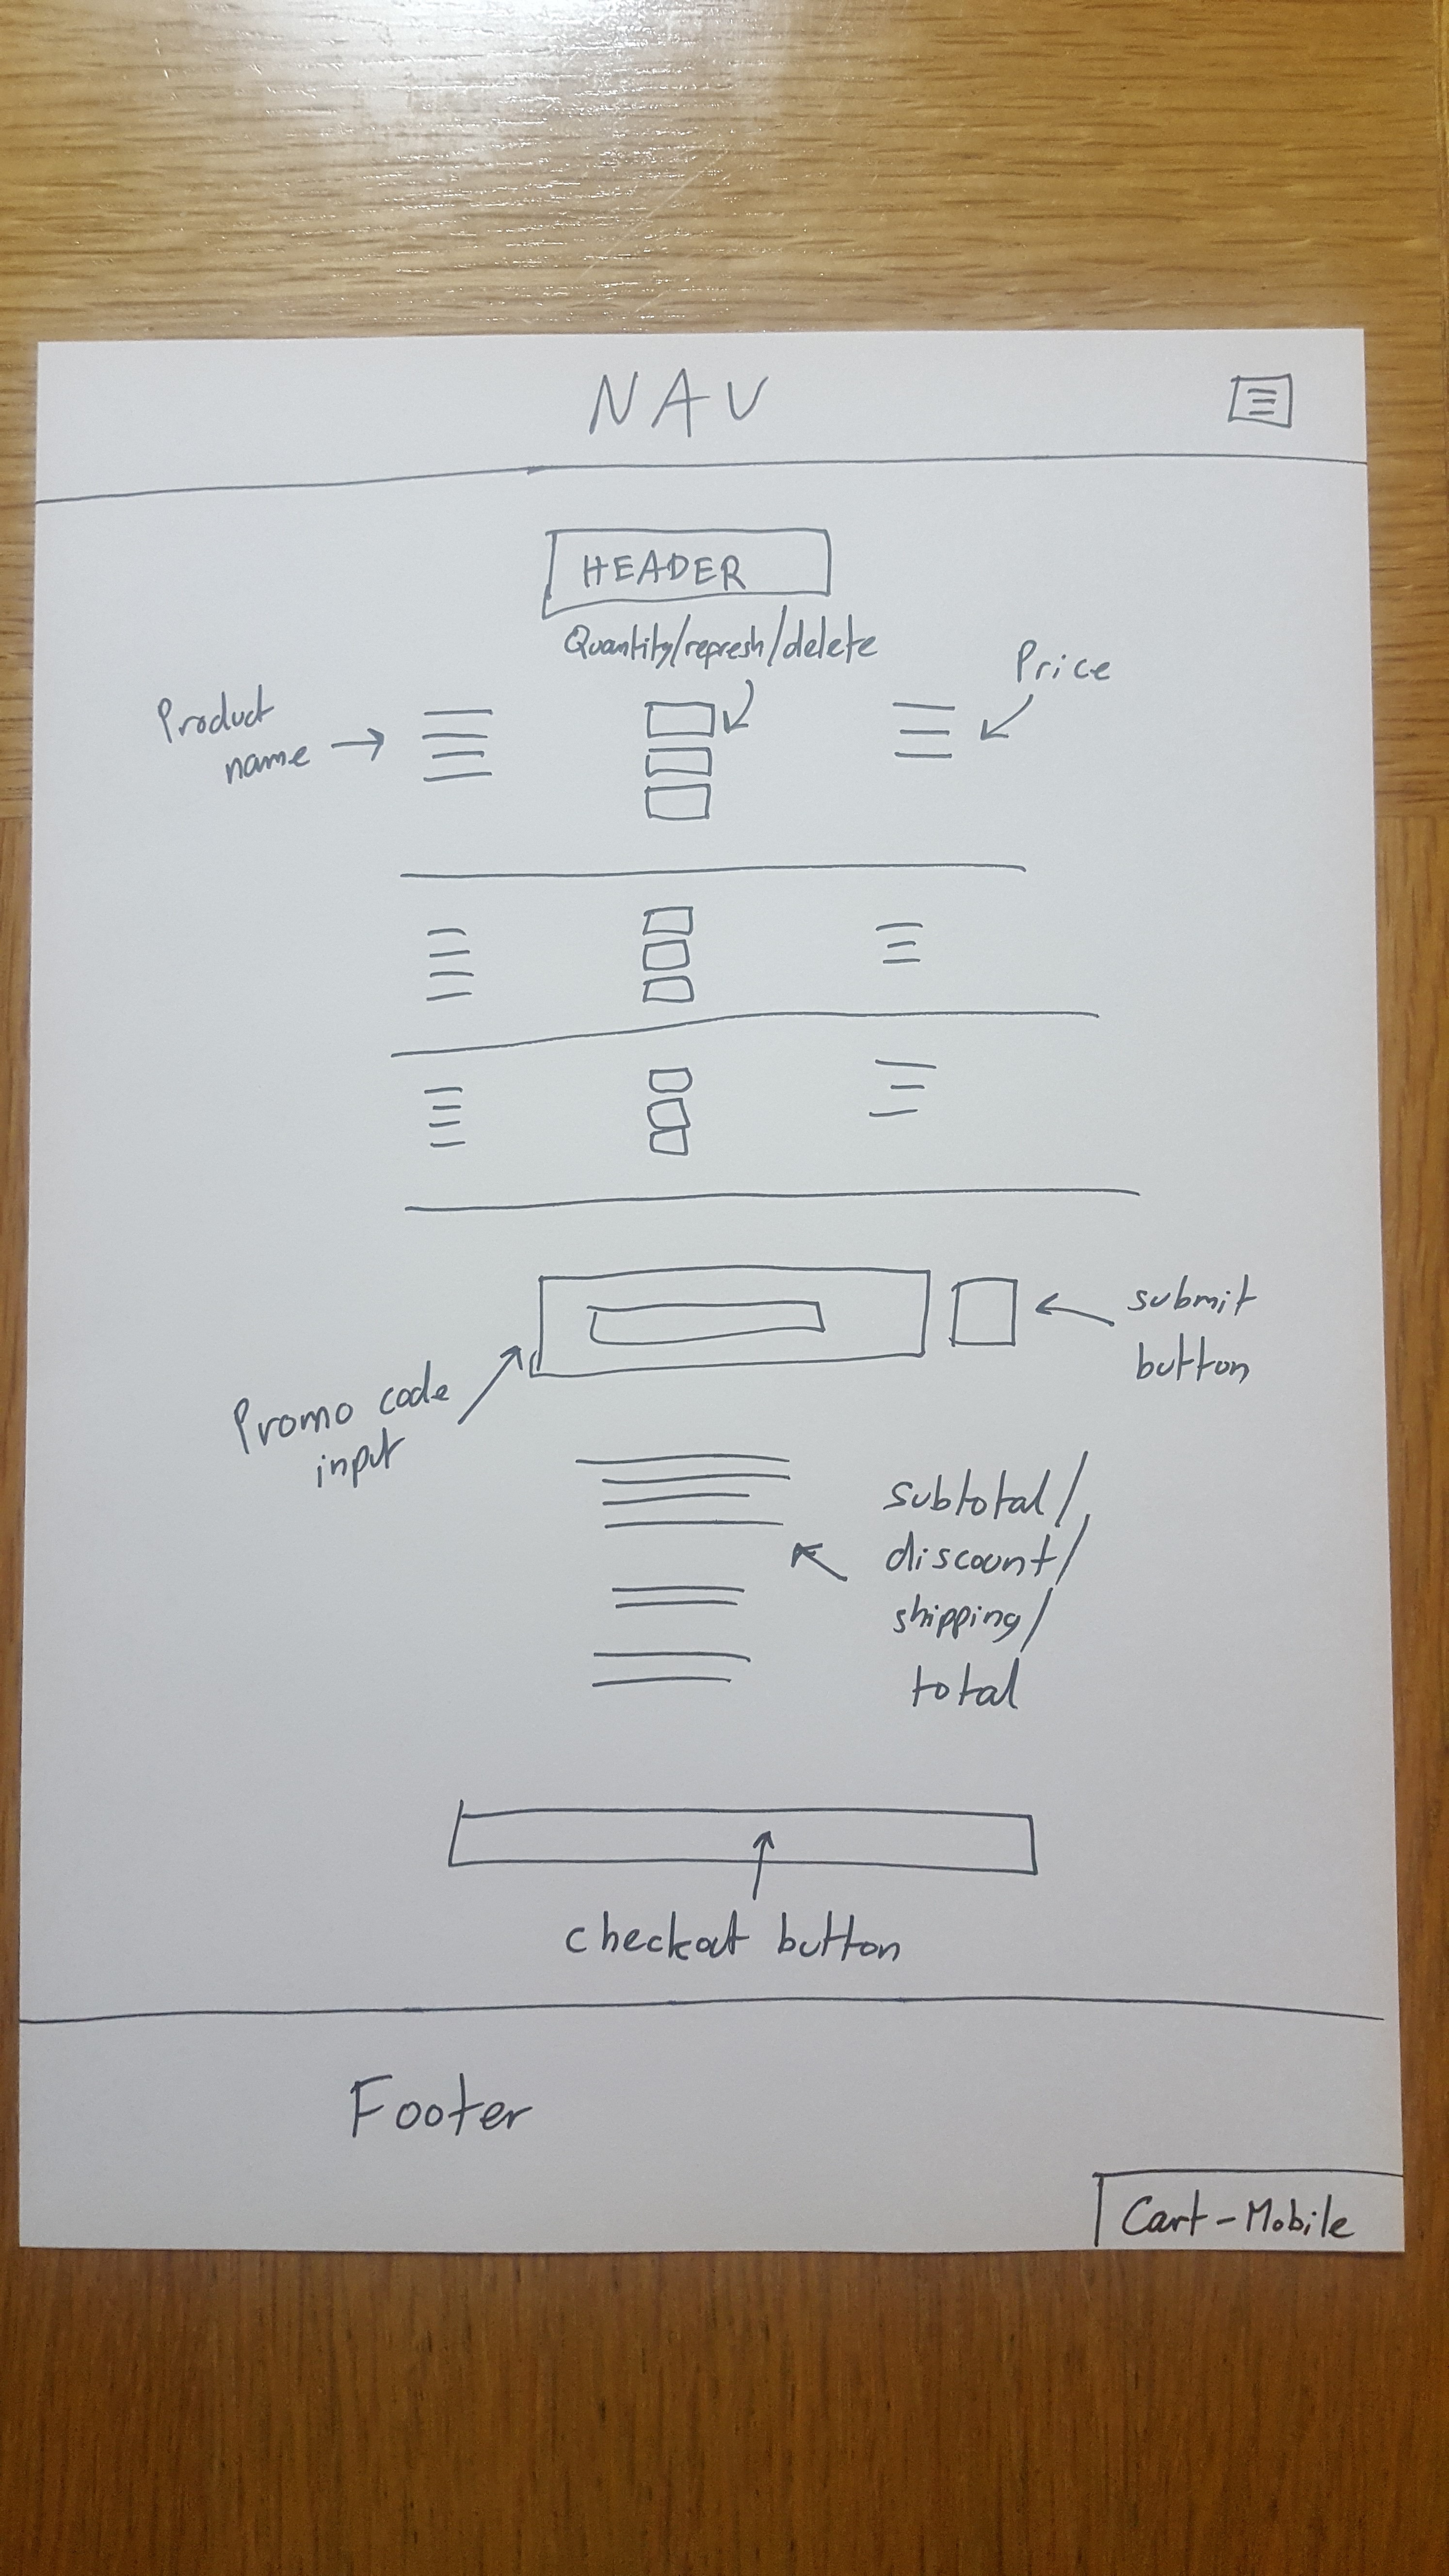 NAV
HEADER
Quantity/represh/delete
Price
Product
name
submit
button
Promo code
input
subtotal/
discount/
shipping/
total
checkout button
Footer
Cart-Mobile